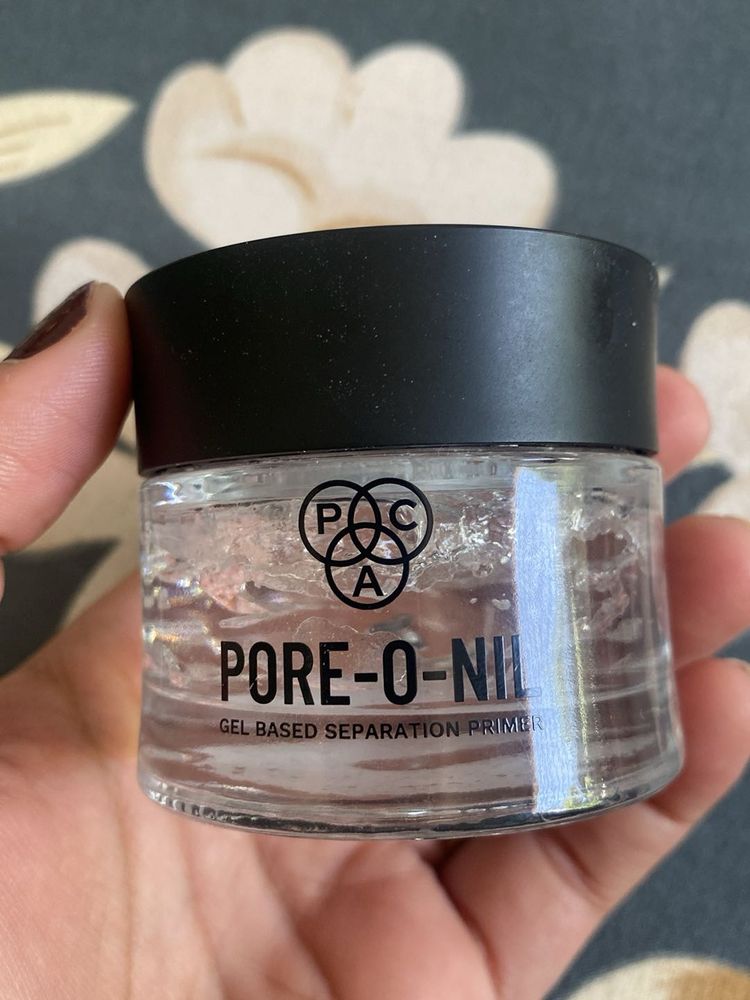 P C
A
PORE-O-NIL
GEL BASED SEPARATION PRIMER